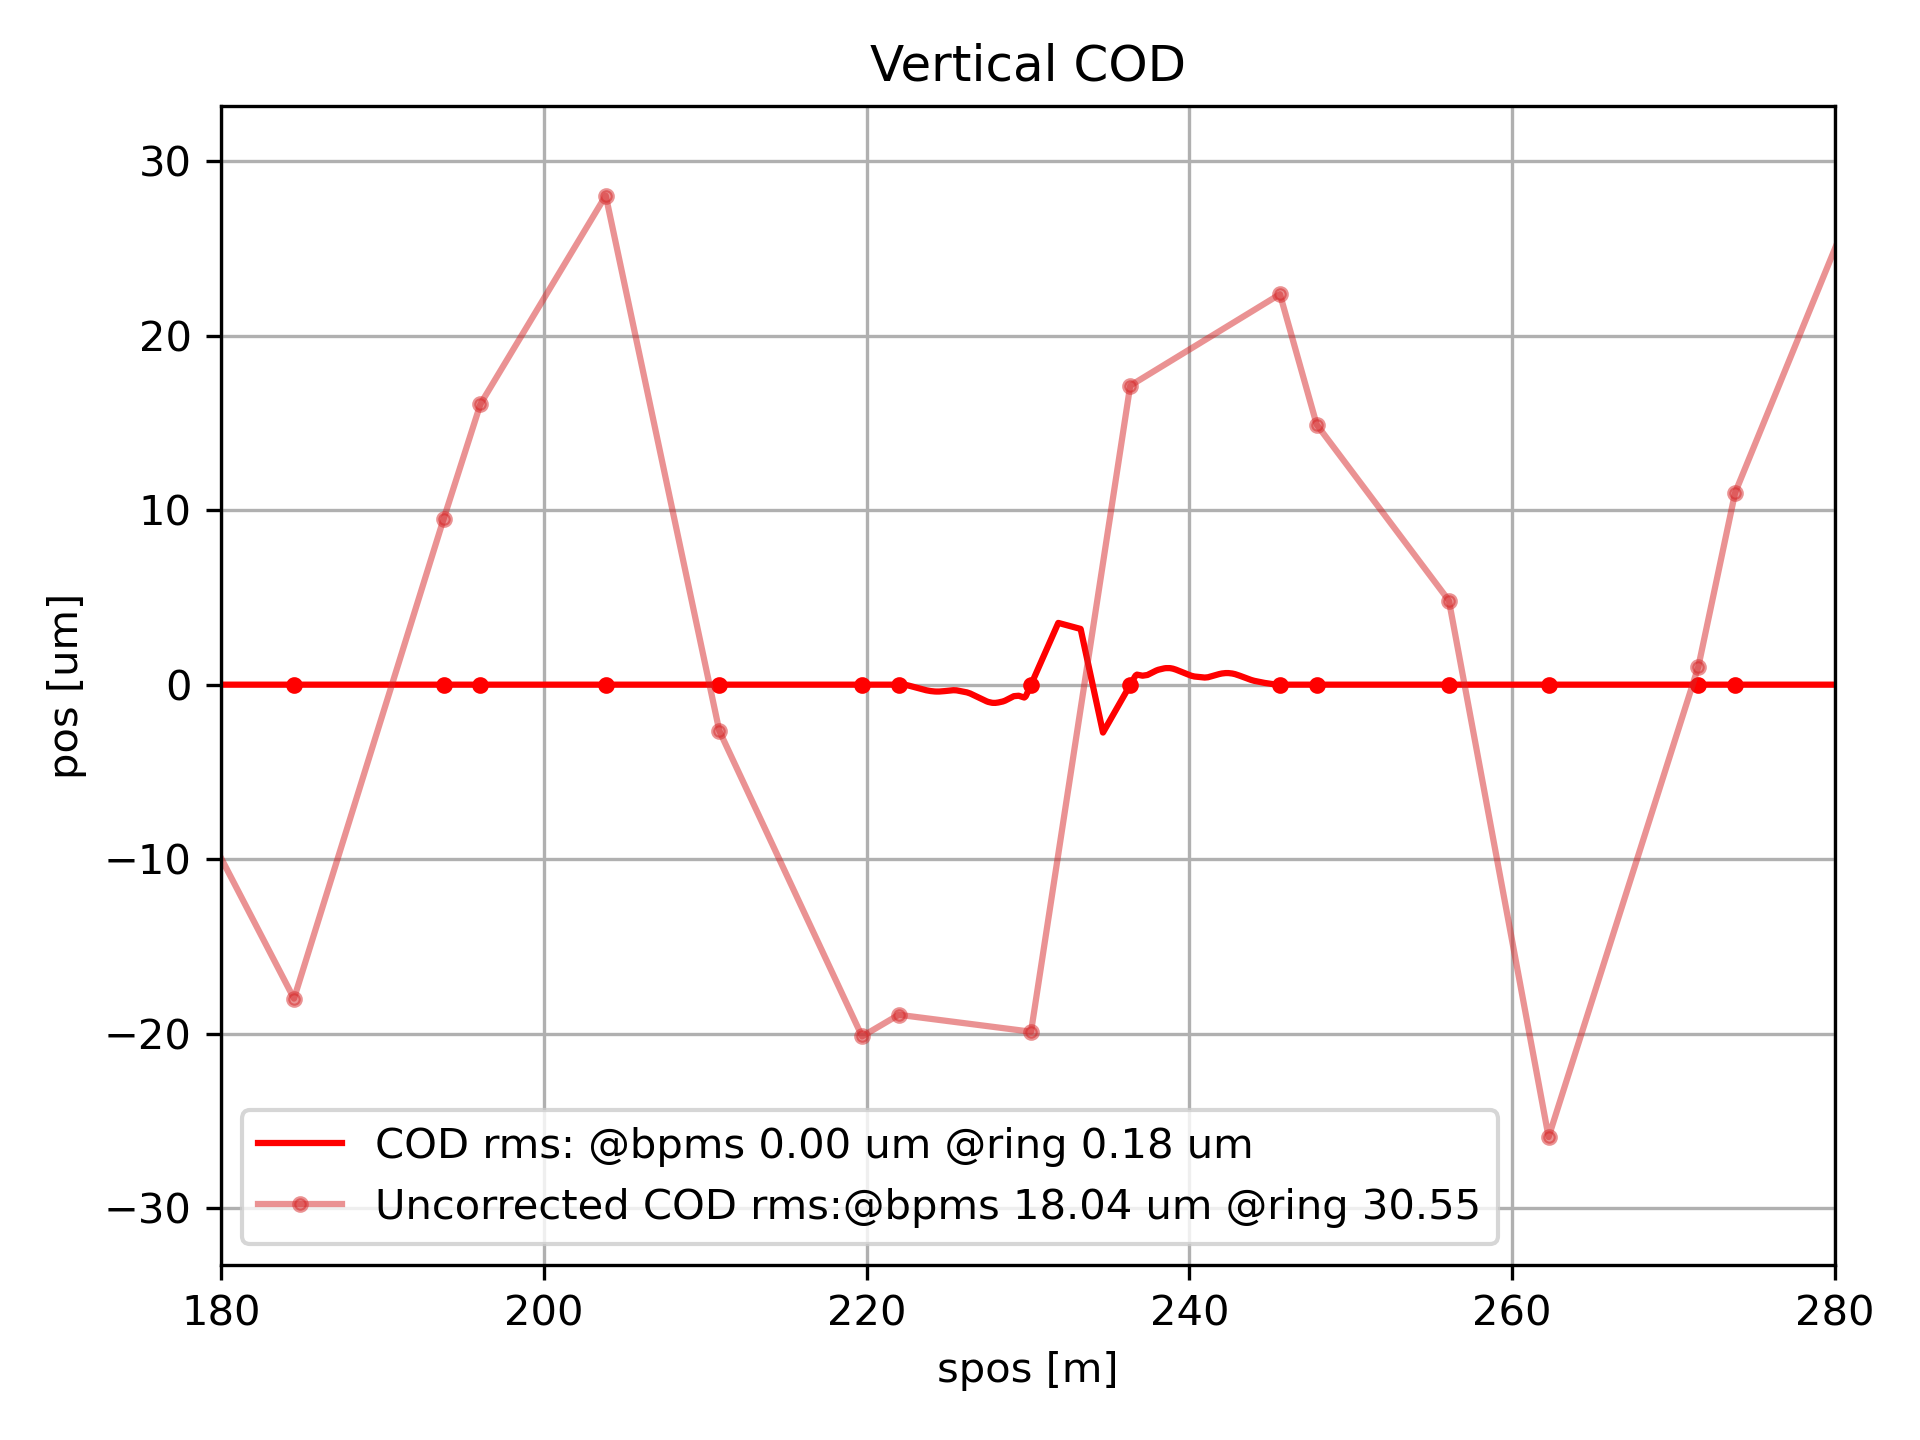 Vertical COD
30
20
10
0
−10
−20
−30
pos [um]
COD rms: @bpms 0.00 um @ring 0.18 um
Uncorrected COD rms:@bpms 18.04 um @ring 30.55
180 200 220 240 260 280
spos [m]